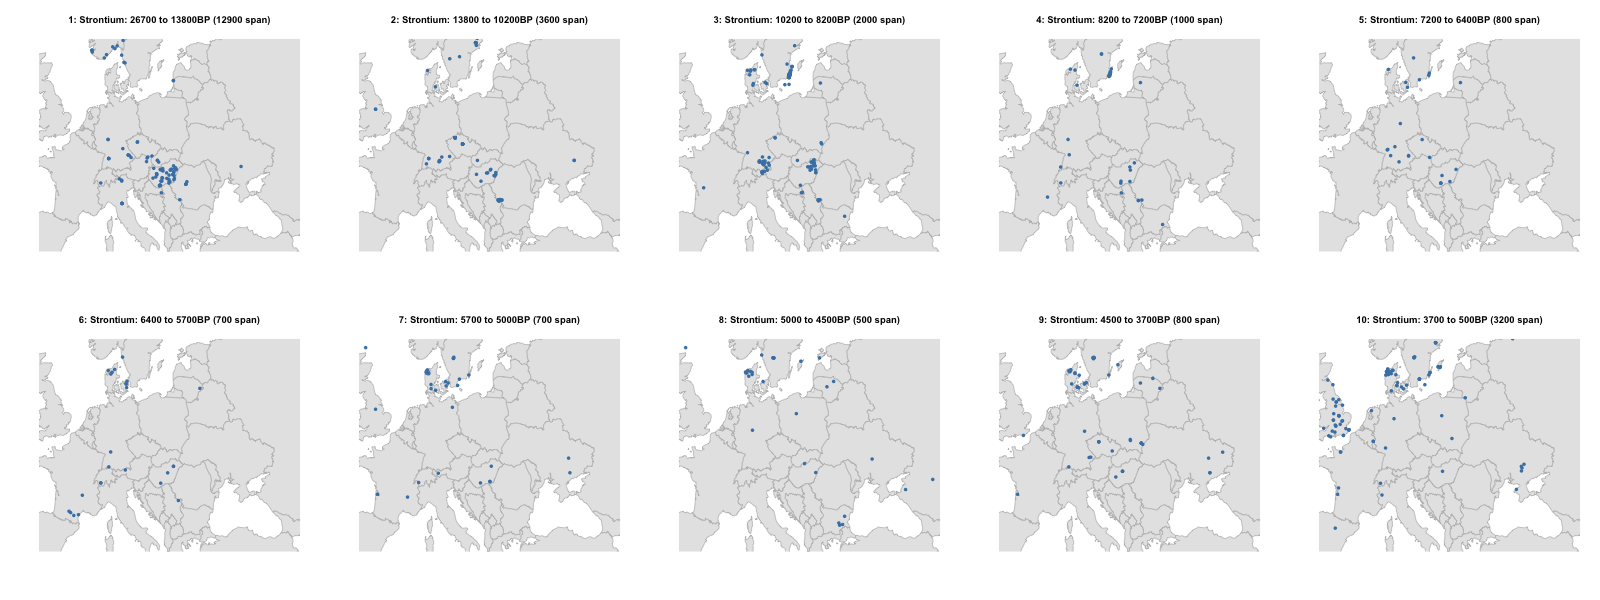 1: Strontium: 26700 to 13800BP (12900 span)
2: Strontium: 13800 to 10200BP (3600 span)
3: Strontium: 10200 to 8200BP (2000 span)
4: Strontium: 8200 to 7200BP (1000 span)
5: Strontium: 7200 to 6400BP (800 span)
6: Strontium: 6400 to 5700BP (700 span)
7: Strontium: 5700 to 5000BP (700 span)
8: Strontium: 5000 to 4500BP (500 span)
9: Strontium: 4500 to 3700BP (800 span)
10: Strontium: 3700 to 500BP (3200 span)